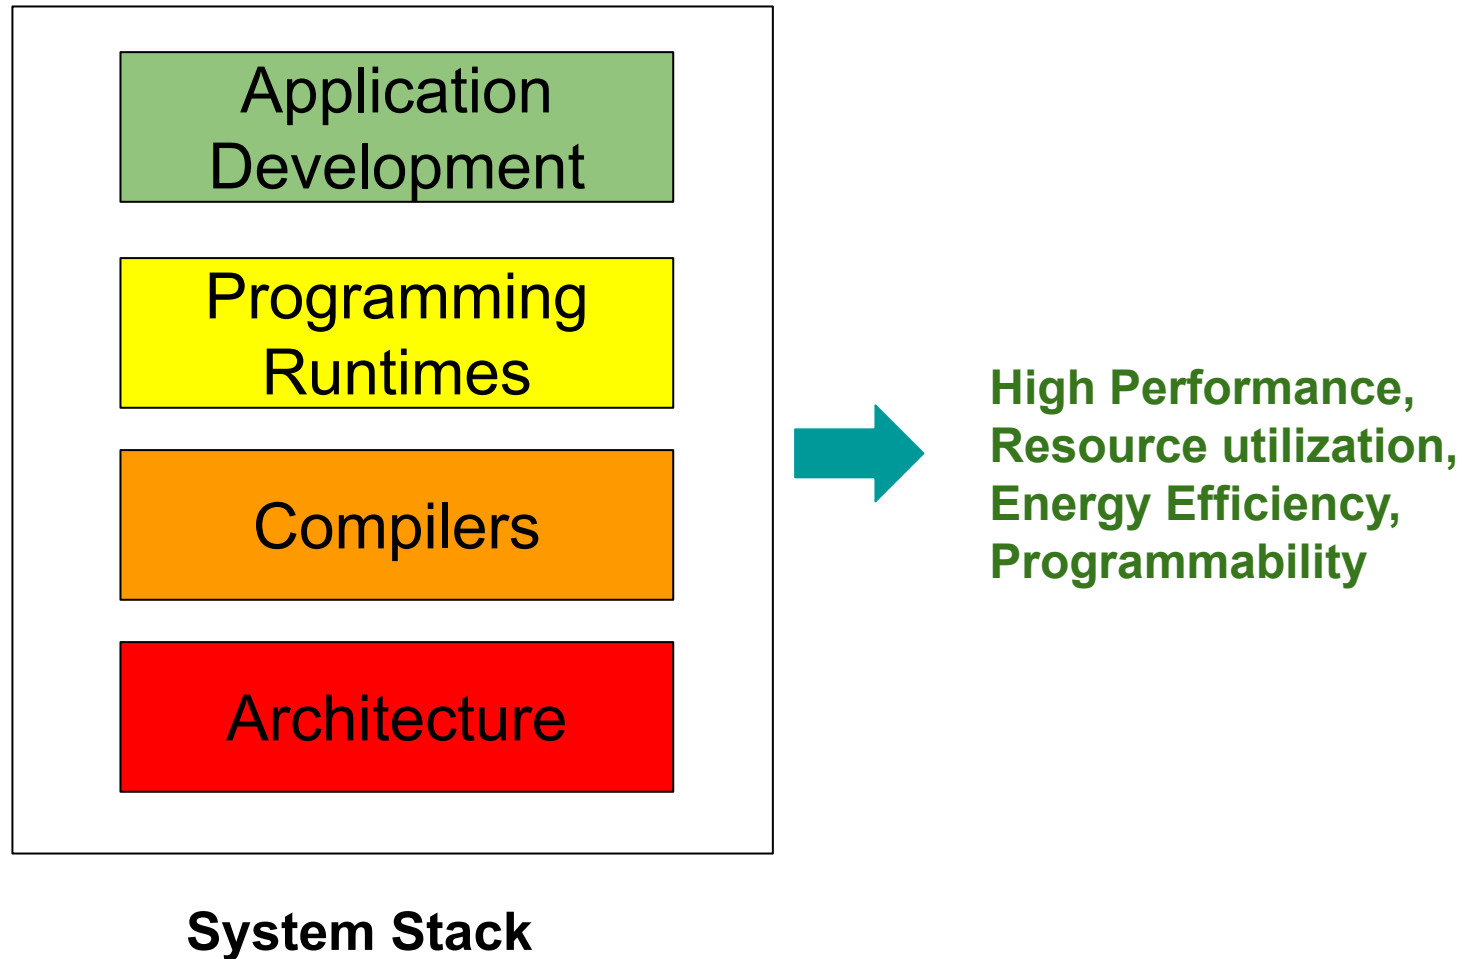 Application
Development
Programming
Runtimes
Compilers
Architecture
System Stack
High Performance,
Resource utilization,
Energy Efficiency,
Programmability